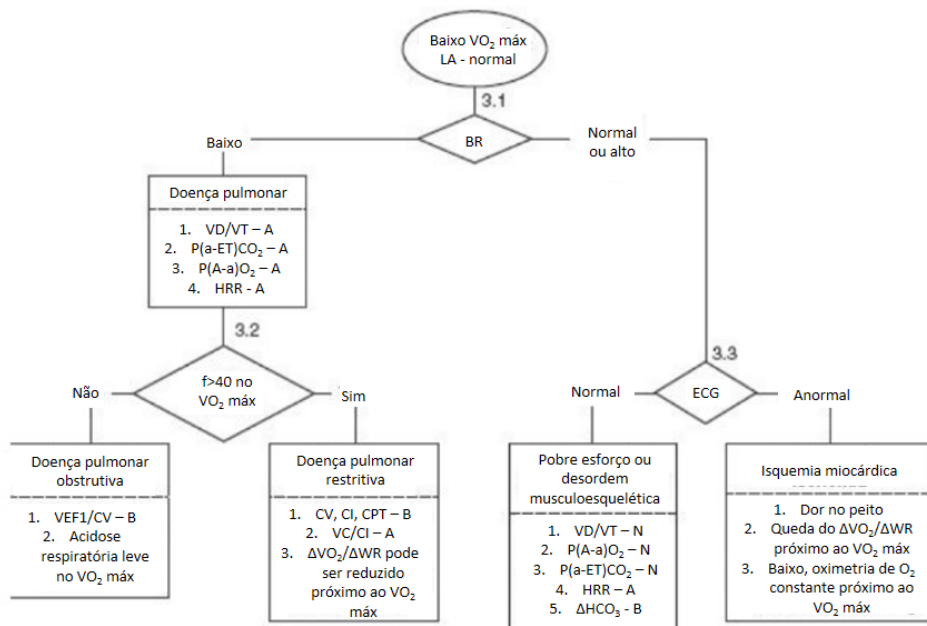 Baixo VO₂ máx
LA - normal
3.1
BR
Baixo
Normal
ou alto
Doença pulmonar
1. VD/VT – A
2. P(a-ET)CO₂ – A
3. P(A-a)O₂ – A
4. HRR - A
3.2
f>40 no
VO₂ máx
Não
Sim
3.3
ECG
Normal
Anormal
Doença pulmonar
obstrutiva
1. VEF1/CV – B
2. Acidose
respiratória leve
no VO₂ máx
Doença pulmonar
restritiva
1. CV, CI, CPT – B
2. VC/CI – A
3. ΔVO₂/ΔWR pode
ser reduzido
próximo ao VO₂
máx
Pobre esforço ou
desordem
musculoesquelética
1. VD/VT – N
2. P(A-a)O₂ – N
3. P(a-ET)CO₂ – N
4. HRR – A
5. ΔHCO₃ - B
Isquemia miocárdica
1. Dor no peito
2. Queda do ΔVO₂/ΔWR
próximo ao VO₂ máx
3. Baixo, oximetria de O₂
constante próximo ao
VO₂ máx